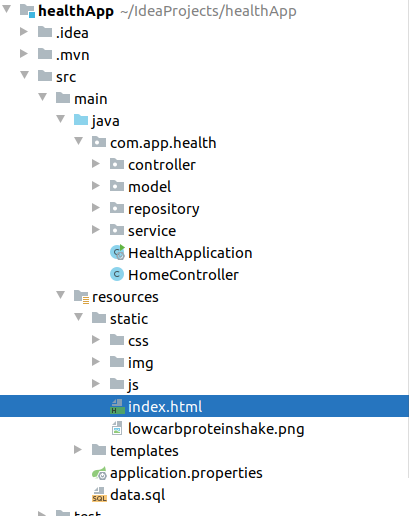 healthApp ~/IdeaProjects/healthApp
.idea
.mvn
src
main
java
com.app.health
controller
model
repository
service
HealthApplication
HomeController
resources
static
css
img
js
index.html
lowcarbproteinshake.png
templates
application.properties
data.sql
test